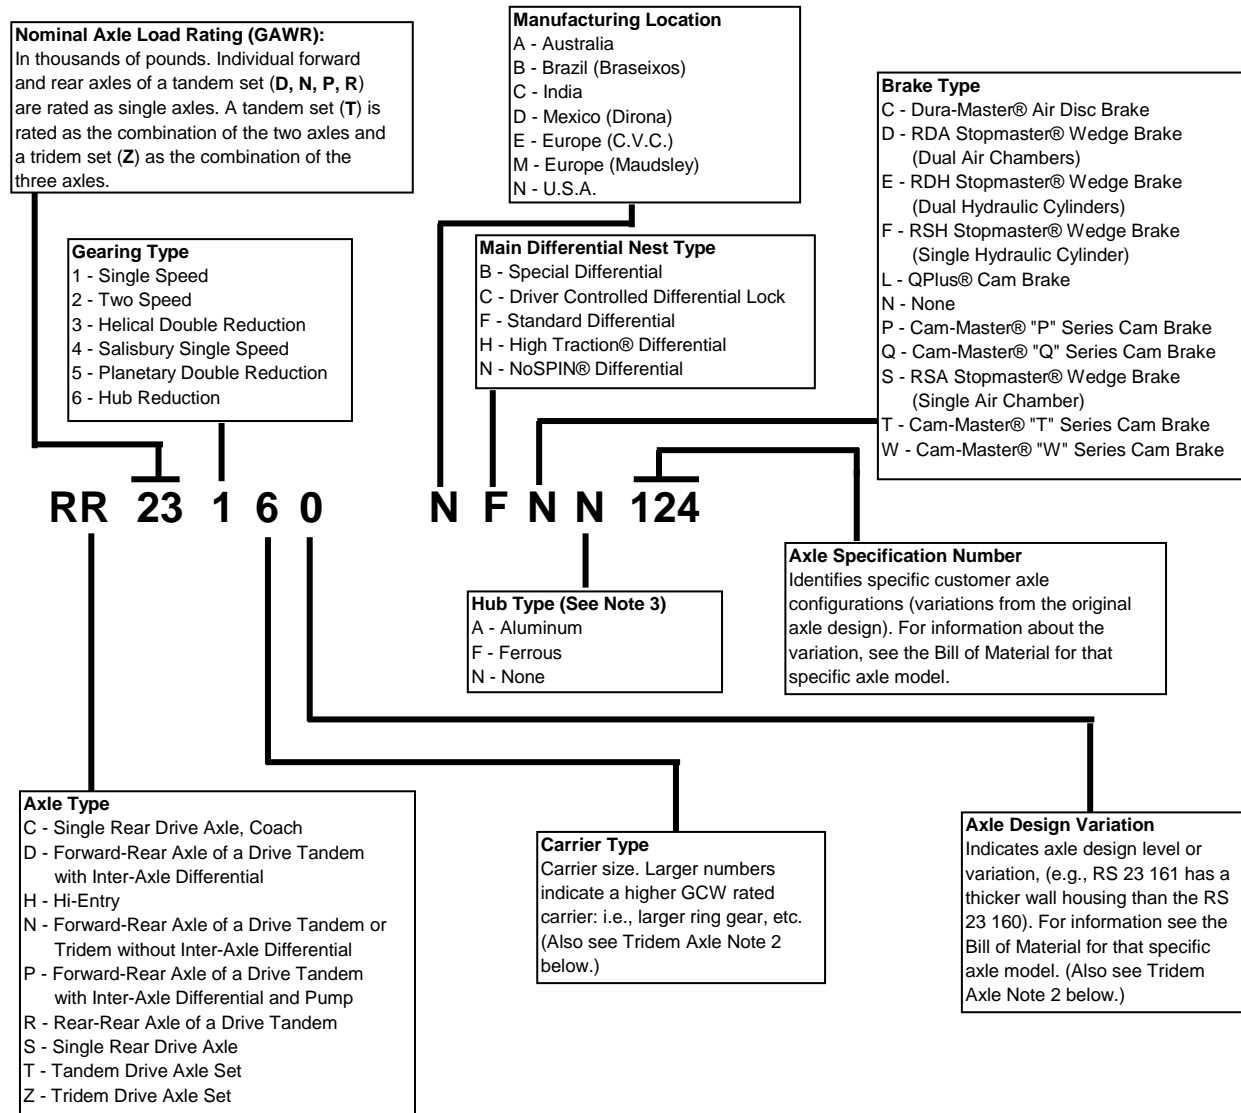 Nominal Axle Load Rating (GAWR):
In thousands of pounds. Individual forward
and rear axles of a tandem set (D, N, P, R)
are rated as single axles. A tandem set (T) is
rated as the combination of the two axles and
a tridem set (Z) as the combination of the
three axles.
Manufacturing Location
A - Australia
B - Brazil (Braseixos)
C - India
D - Mexico (Dirona)
E - Europe (C.V.C.)
M - Europe (Maudsley)
N - U.S.A.
Brake Type
C - Dura-Master® Air Disc Brake
D - RDA Stopmaster® Wedge Brake
(Dual Air Chambers)
E - RDH Stopmaster® Wedge Brake
(Dual Hydraulic Cylinders)
F - RSH Stopmaster® Wedge Brake
(Single Hydraulic Cylinder)
L - QPlus® Cam Brake
N - None
P - Cam-Master® "P" Series Cam Brake
Q - Cam-Master® "Q" Series Cam Brake
S - RSA Stopmaster® Wedge Brake
(Single Air Chamber)
T - Cam-Master® "T" Series Cam Brake
W - Cam-Master® "W" Series Cam Brake
Gearing Type
1 - Single Speed
2 - Two Speed
3 - Helical Double Reduction
4 - Salisbury Single Speed
5 - Planetary Double Reduction
6 - Hub Reduction
Main Differential Nest Type
B - Special Differential
C - Driver Controlled Differential Lock
F - Standard Differential
H - High Traction® Differential
N - NoSPIN® Differential
RR 23 1 6 0 N F N N 124
Hub Type (See Note 3)
A - Aluminum
F - Ferrous
N - None
Axle Specification Number
Identifies specific customer axle
configurations (variations from the original
axle design). For information about the
variation, see the Bill of Material for that
specific axle model.
Axle Type
C - Single Rear Drive Axle, Coach
D - Forward-Rear Axle of a Drive Tandem
with Inter-Axle Differential
H - Hi-Entry
N - Forward-Rear Axle of a Drive Tandem or
Tridem without Inter-Axle Differential
P - Forward-Rear Axle of a Drive Tandem
with Inter-Axle Differential and Pump
R - Rear-Rear Axle of a Drive Tandem
S - Single Rear Drive Axle
T - Tandem Drive Axle Set
Z - Tridem Drive Axle Set
Carrier Type
Carrier size. Larger numbers
indicate a higher GCW rated
carrier: i.e., larger ring gear, etc.
(Also see Tridem Axle Note 2
below.)
Axle Design Variation
Indicates axle design level or
variation, (e.g., RS 23 161 has a
thicker wall housing than the RS
23 160). For information see the
Bill of Material for that specific
axle model. (Also see Tridem
Axle Note 2 below.)